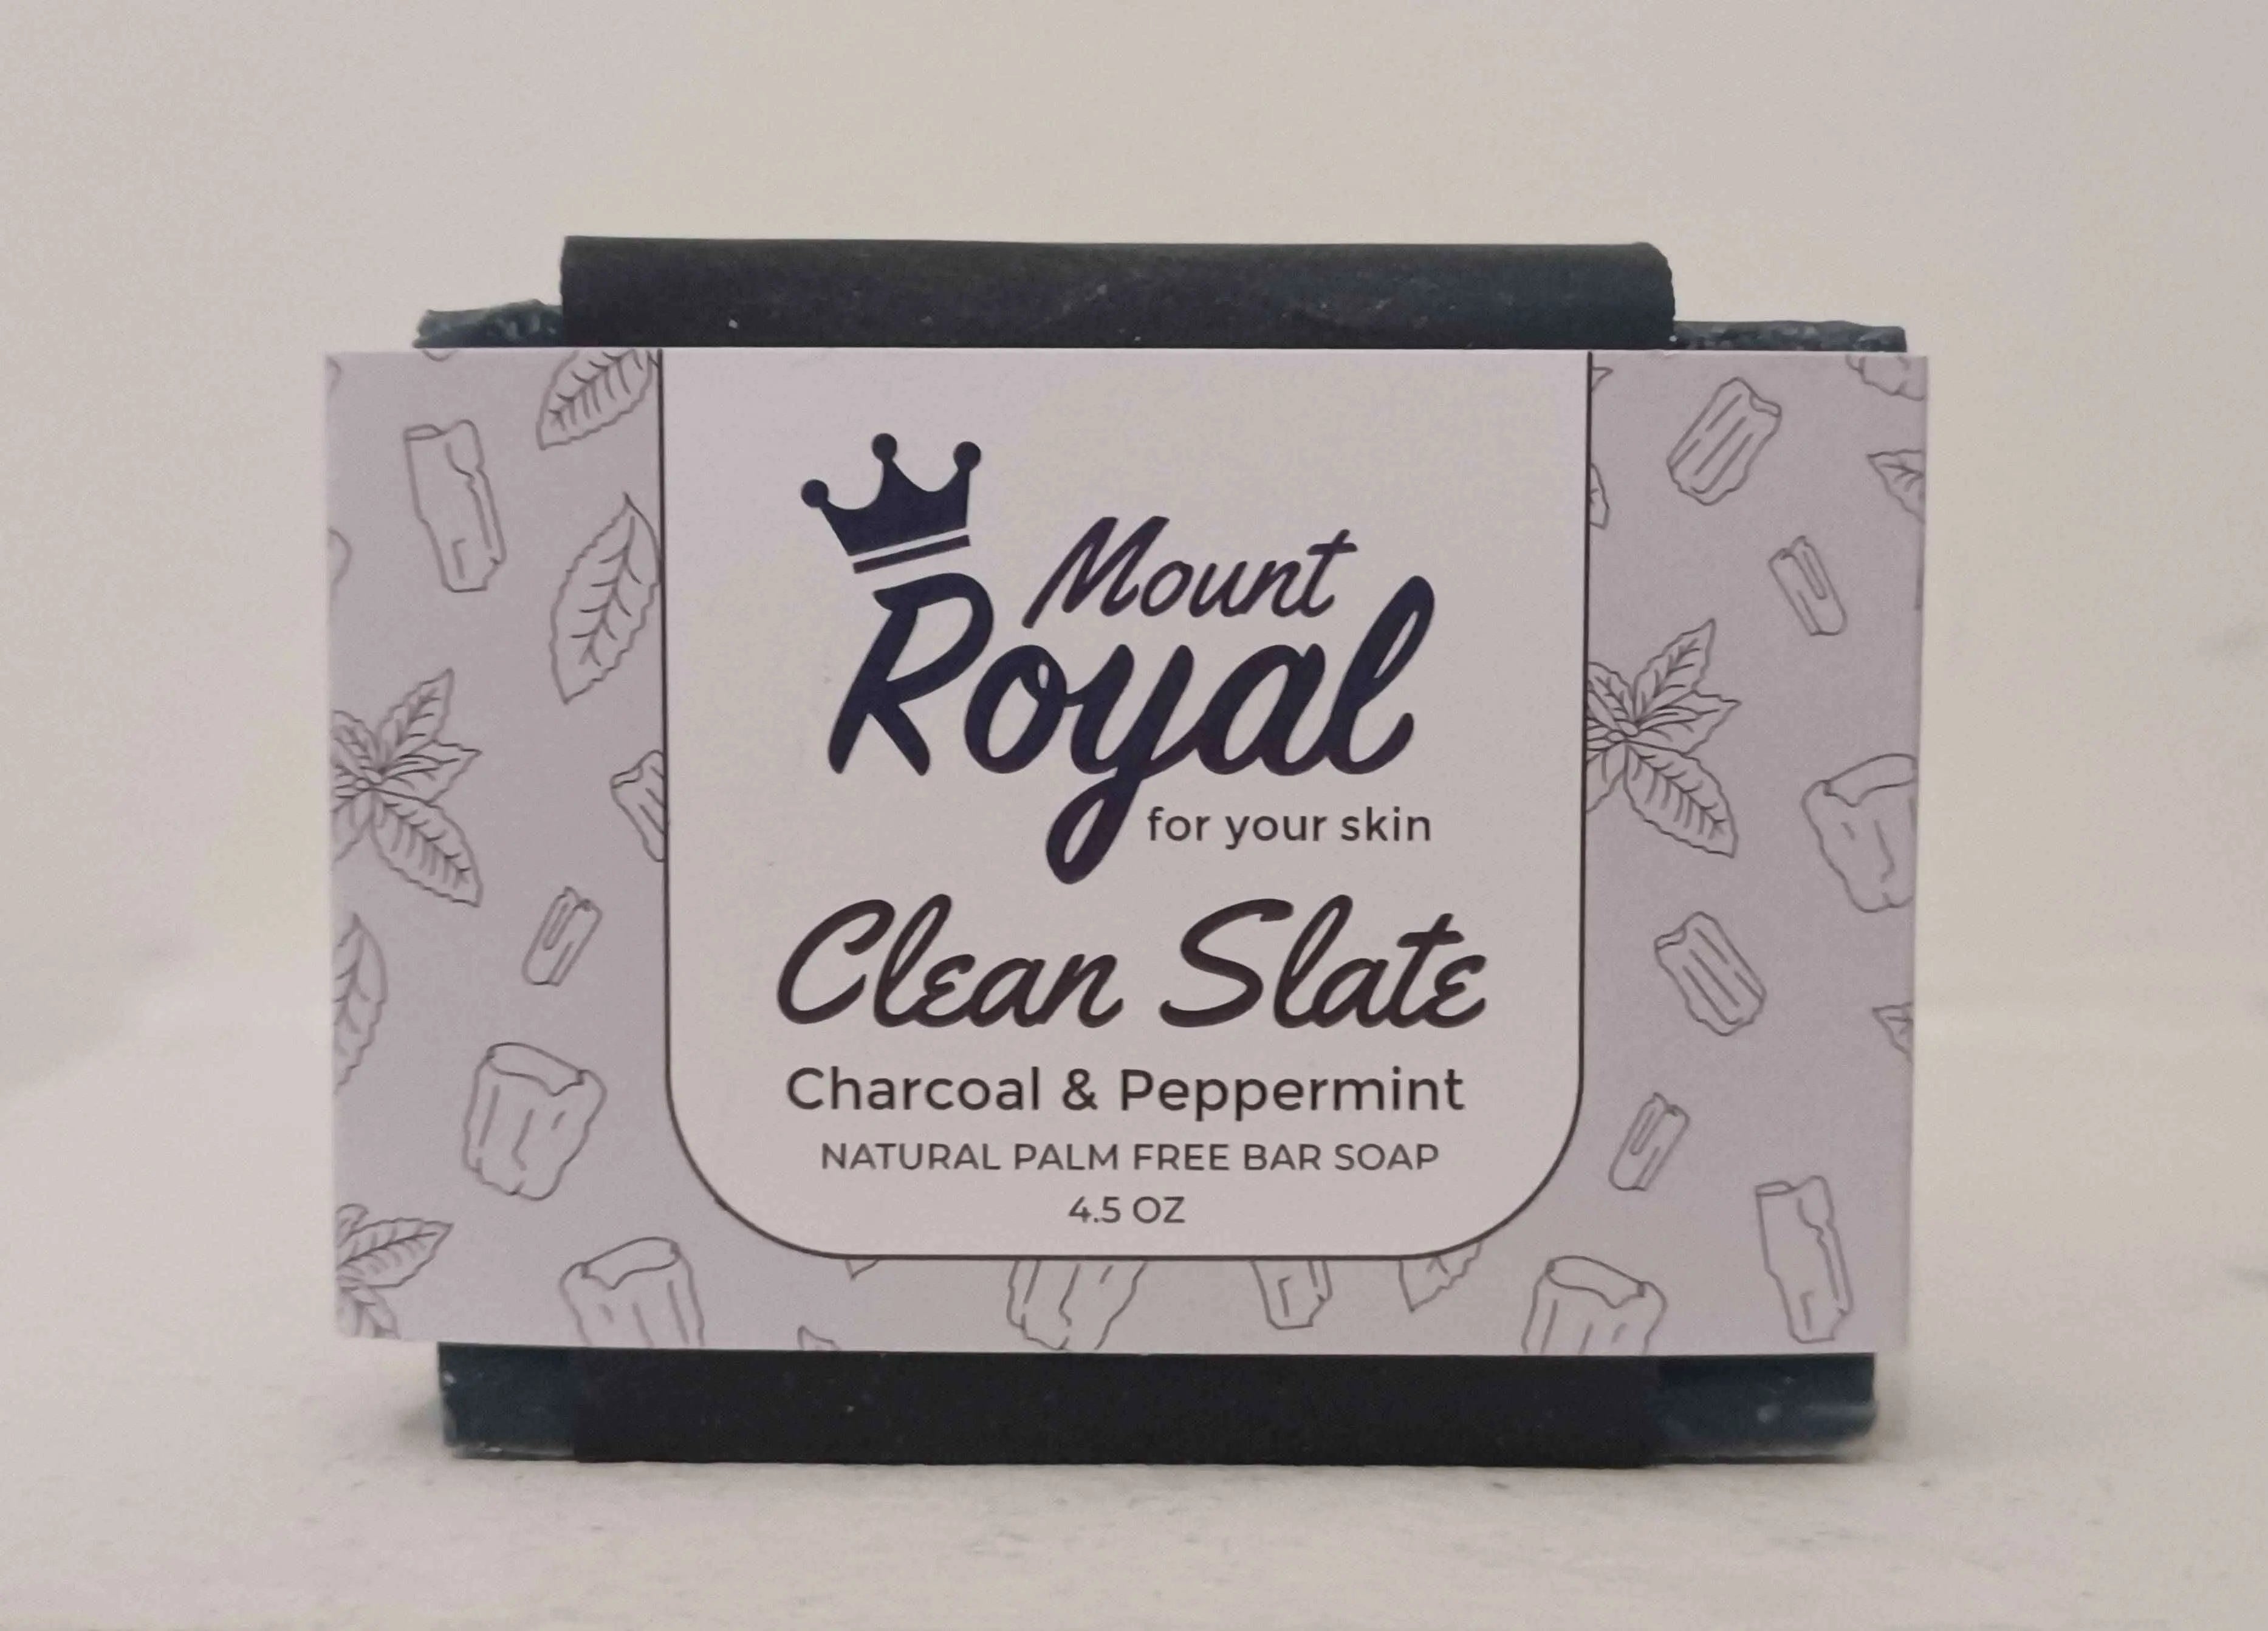 Mount
Royal
for your skin
Clean Slate
Charcoal & Peppermint
NATURAL PALM FREE BAR SOAP
4.5 OZ